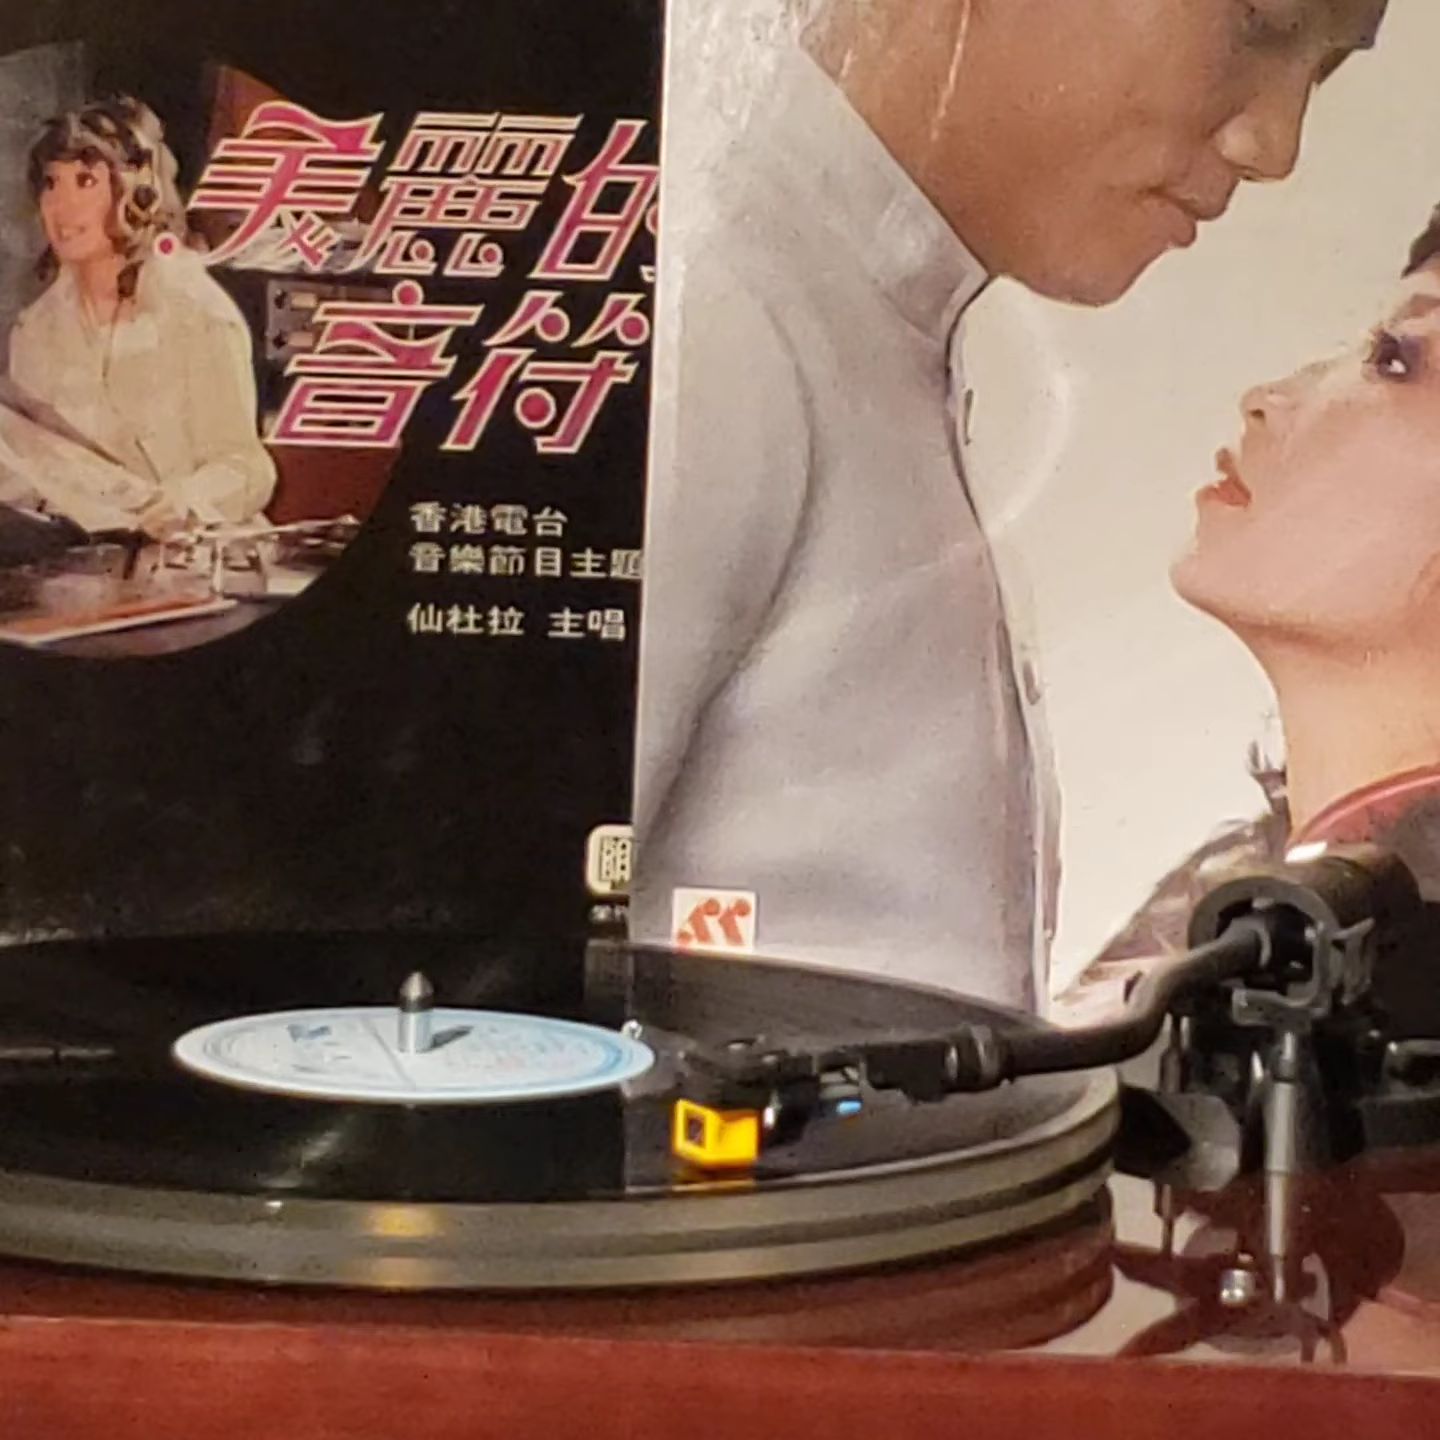 美麗的
音符
香港電台
音樂節目主題
仙杜拉 主唱